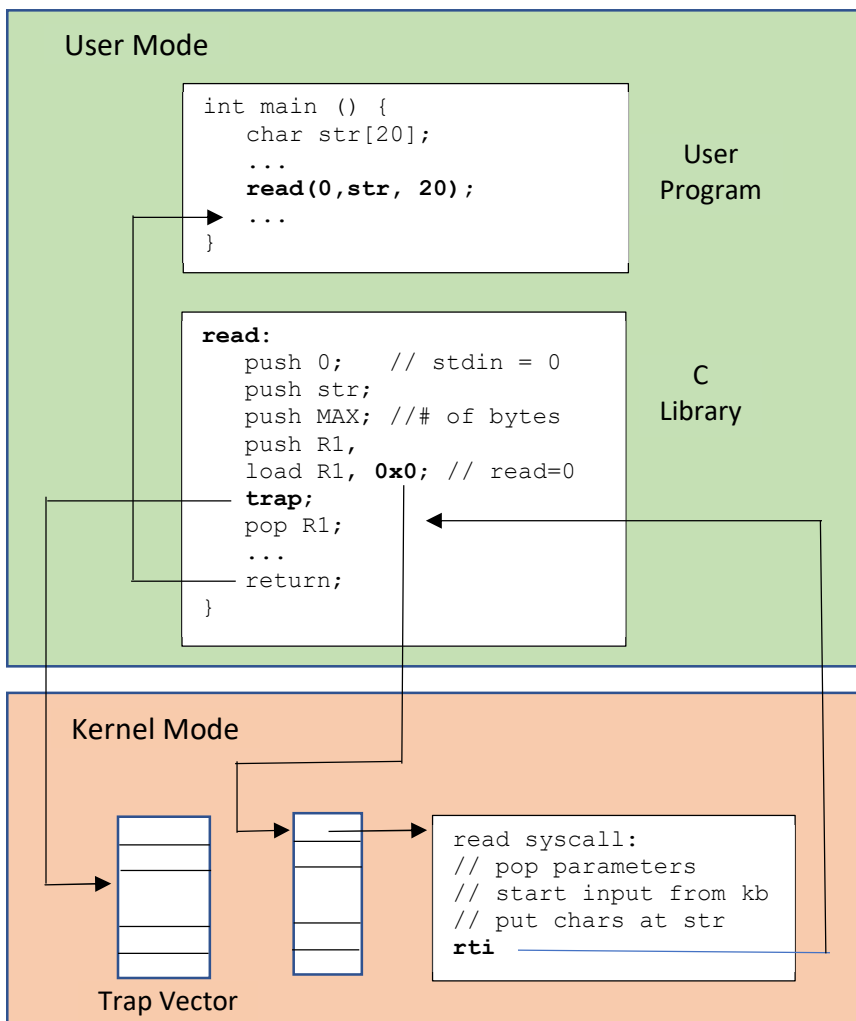 User Mode
int main () {
char str[20];
...
read(0,str, 20);
...
}
User
Program
read:
push 0; // stdin = 0
push str;
push MAX; //# of bytes
push R1,
load R1, 0x0; // read=0
trap;
pop R1;
...
return;
}
C
Library
Kernel Mode
read syscall:
// pop parameters
// start input from kb
// put chars at str
rti
Trap Vector